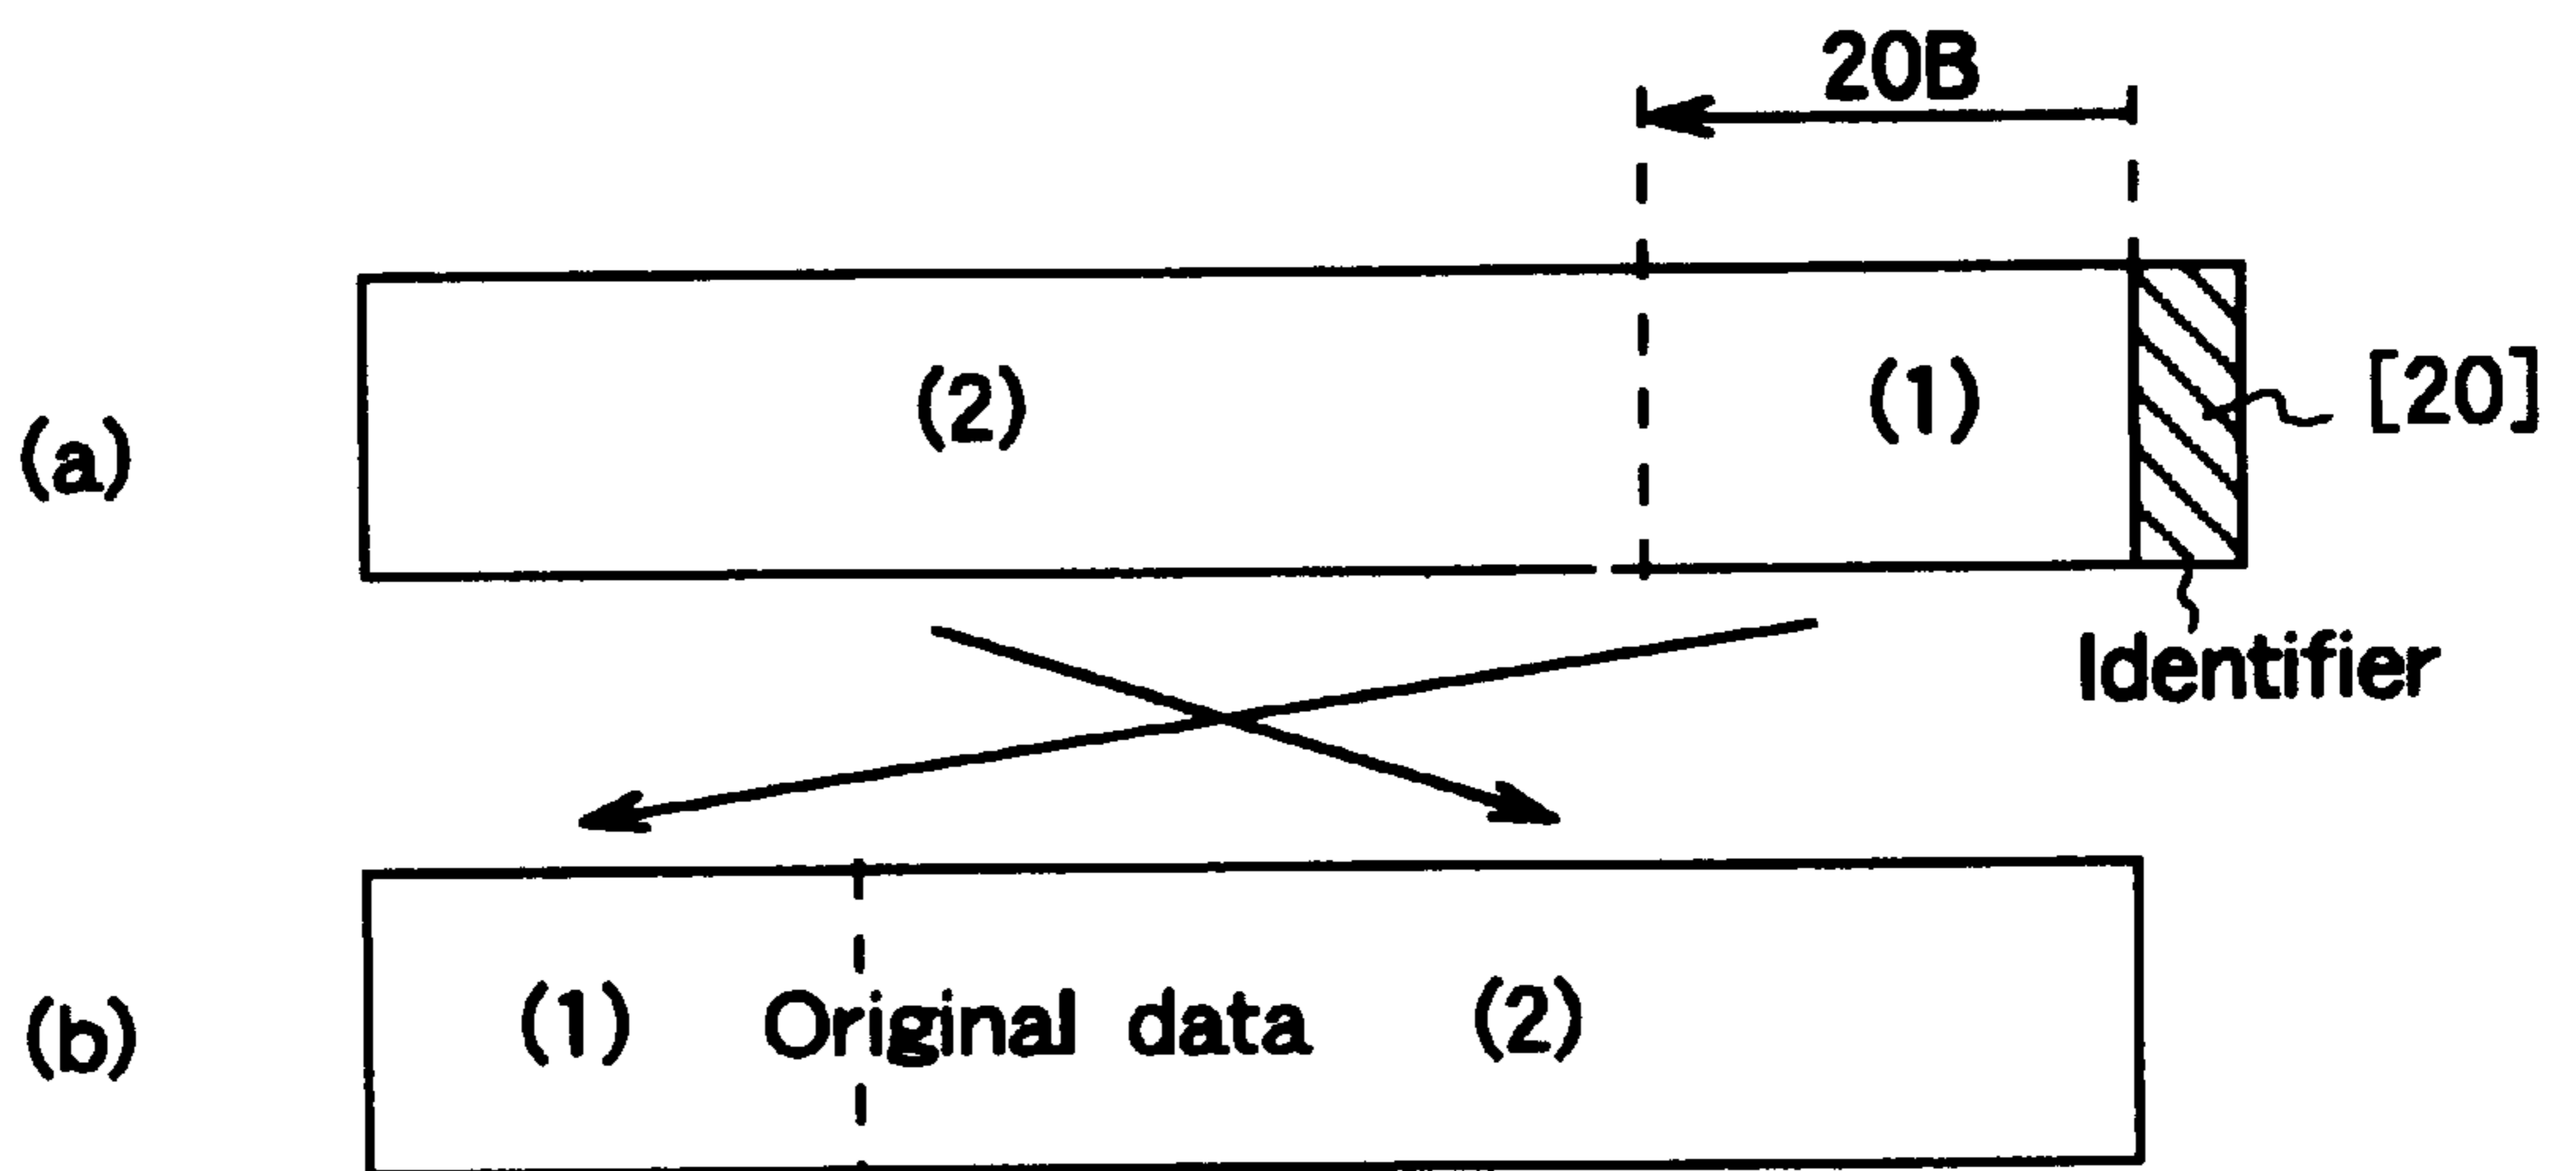 20B
(a) (2) (1) [20]
Identifier
(b) (1) Original data (2)